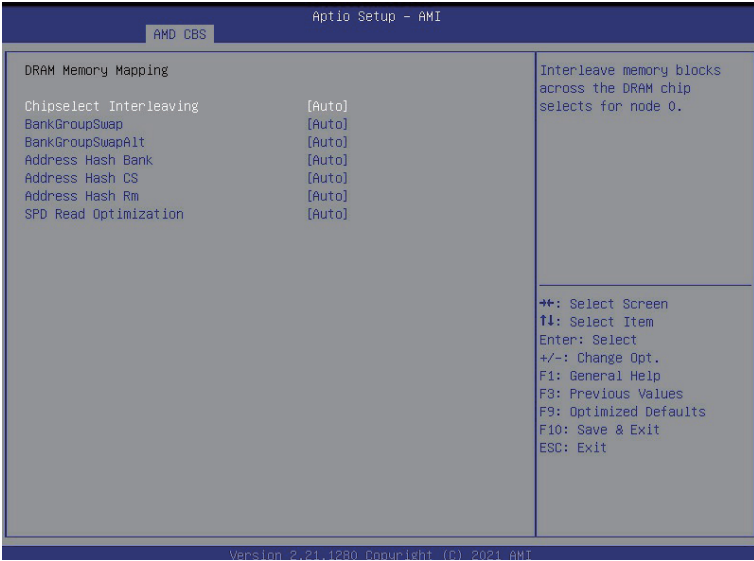 Aptio Setup – AMI
AMD CBS
DRAM Memory Mapping
Chipselect Interleaving [Auto]
BankGroupSwap [Auto]
BankGroupSwapAlt [Auto]
Address Hash Bank [Auto]
Address Hash CS [Auto]
Address Hash Rm [Auto]
SPD Read Optimization [Auto]
Interleave memory blocks
across the DRAM chip
selects for node 0.
→←: Select Screen
↑↓: Select Item
Enter: Select
+/-: Change Opt.
F1: General Help
F3: Previous Values
F9: Optimized Defaults
F10: Save & Exit
ESC: Exit
Version 2.21.1280 Copyright (C) 2021 AMI